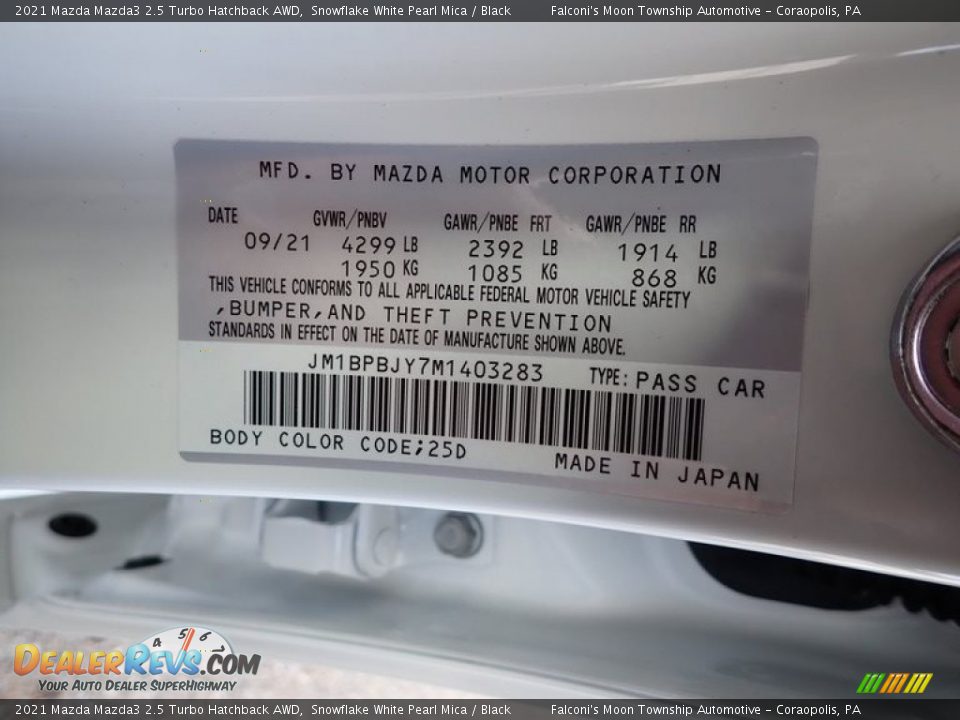 2021 Mazda Mazda3 2.5 Turbo Hatchback AWD, Snowflake White Pearl Mica / Black Falconi's Moon Township Automotive - Coraopolis, PA
MFD. BY MAZDA MOTOR CORPORATION
DATE GVWR/PNBV GAWR/PNBE FRT GAWR/PNBE RR
09/21 4299 LB 2392 LB 1914 LB
1950 KG 1085 KG 868 KG
THIS VEHICLE CONFORMS TO ALL APPLICABLE FEDERAL MOTOR VEHICLE SAFETY
,BUMPER,AND THEFT PREVENTION
STANDARDS IN EFFECT ON THE DATE OF MANUFACTURE SHOWN ABOVE.
JM1BPBJY7M1403283 TYPE: PASS CAR
BODY COLOR CODE;25D
MADE IN JAPAN
4 5 6
DealerRevs.com
Your Auto Dealer SuperHighway
2021 Mazda Mazda3 2.5 Turbo Hatchback AWD, Snowflake White Pearl Mica / Black Falconi's Moon Township Automotive - Coraopolis, PA